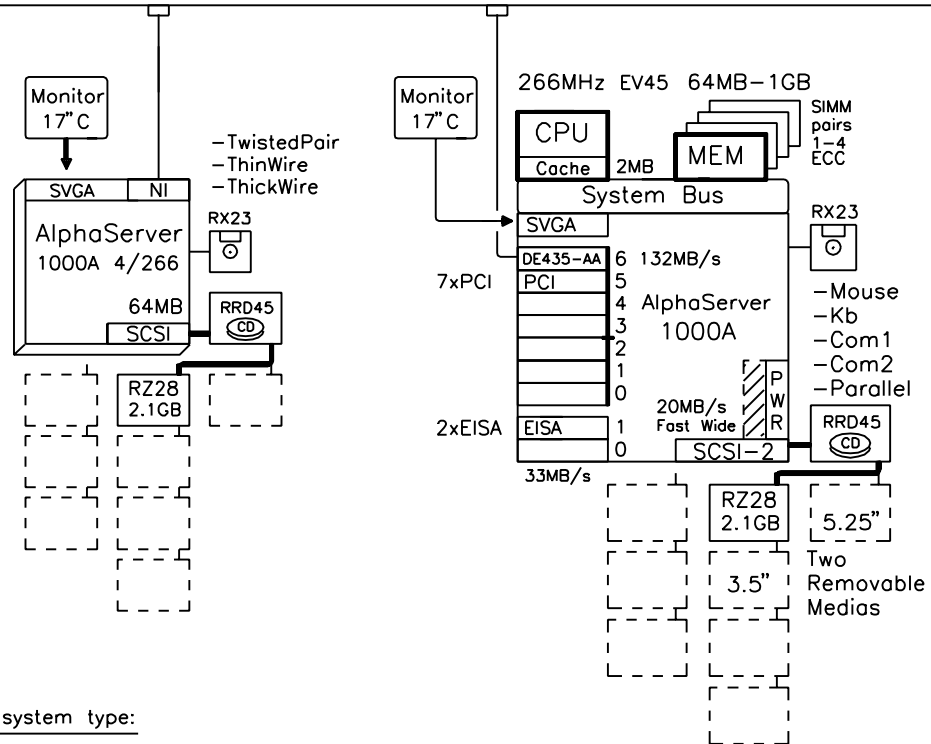 Monitor
17"C
-TwistedPair
-ThinWire
-ThickWire
SVGA
NI
AlphaServer
1000A 4/266
RX23
64MB
SCSI
RRD45
CD
RZ28
2.1GB
266MHz EV45 64MB-1GB
Monitor
17"C
CPU
Cache
2MB
MEM
SIMM
pairs
1-4
ECC
System Bus
SVGA
RX23
7xPCI
DE435-AA 6 132MB/s
PCI 5
4
3
2
1
0
AlphaServer
1000A
-Mouse
-Kb
-Com1
-Com2
-Parallel
PWR
20MB/s
Fast Wide
2xEISA
EISA 1
0
SCSI-2
33MB/s
RRD45
CD
RZ28
2.1GB
5.25"
3.5"
Two
Removable
Medias
system type: